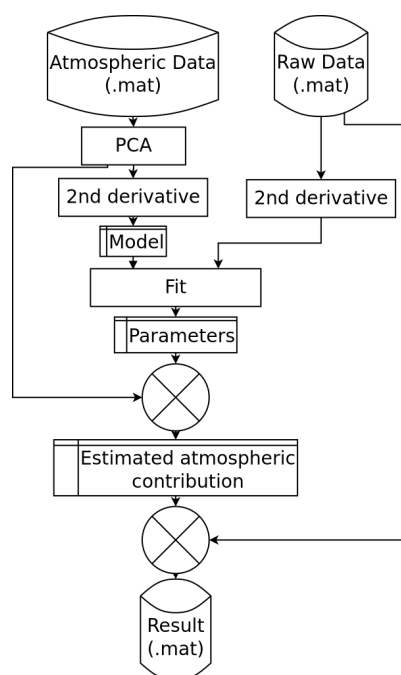 Atmospheric Data
(.mat)
Raw Data
(.mat)
PCA
2nd derivative
2nd derivative
Model
Fit
Parameters
Estimated atmospheric
contribution
Result
(.mat)